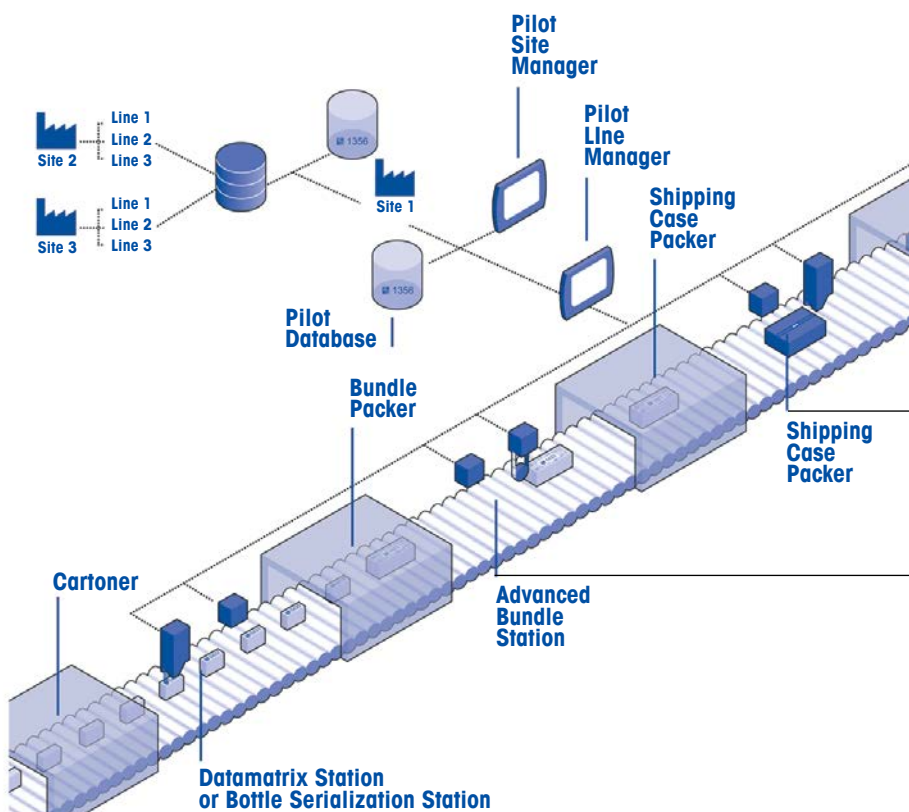 Pilot
Site
Manager
Pilot
LIne
Manager
Line 1
Line 2
Line 3
Site 2
1356
Site 1
Line 1
Line 2
Line 3
Site 3
Shipping
Case
Packer
1356
Pilot
Database
Bundle
Packer
Shipping
Case
Packer
Cartoner
Advanced
Bundle
Station
Datamatrix Station
or Bottle Serialization Station